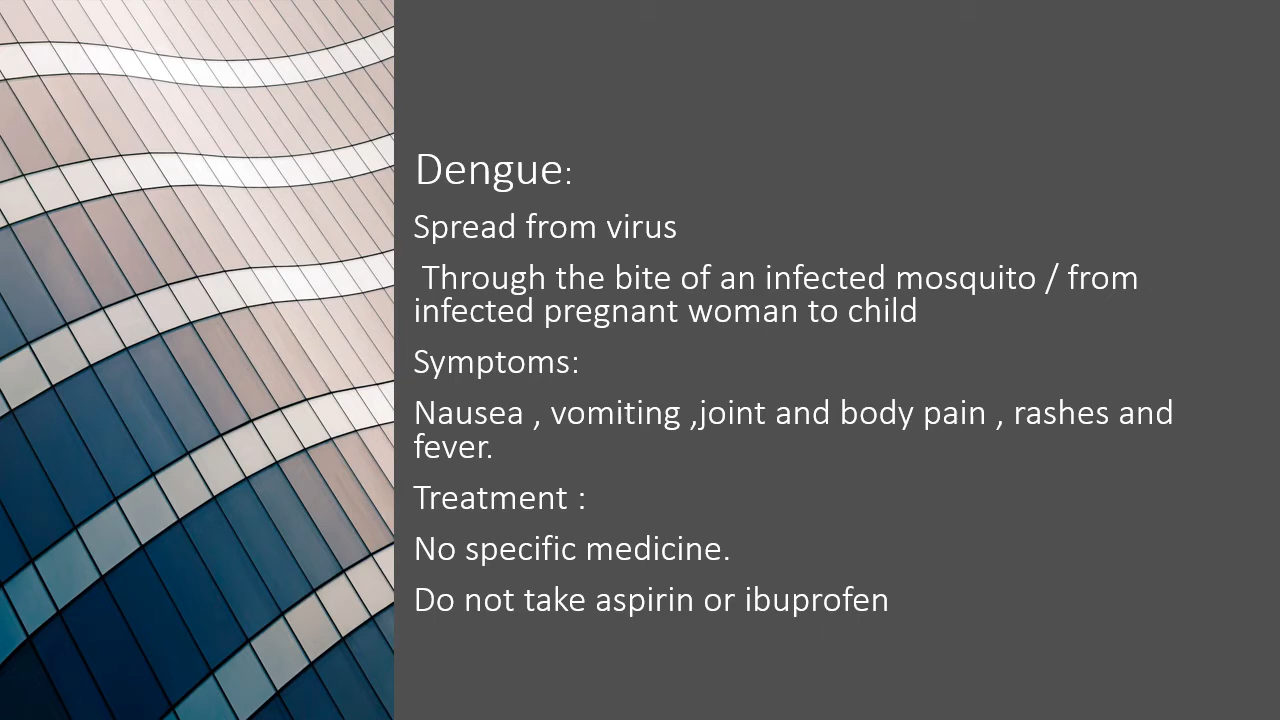 Dengue:
Spread from virus
Through the bite of an infected mosquito / from
infected pregnant woman to child
Symptoms:
Nausea , vomiting ,joint and body pain , rashes and
fever.
Treatment :
No specific medicine.
Do not take aspirin or ibuprofen